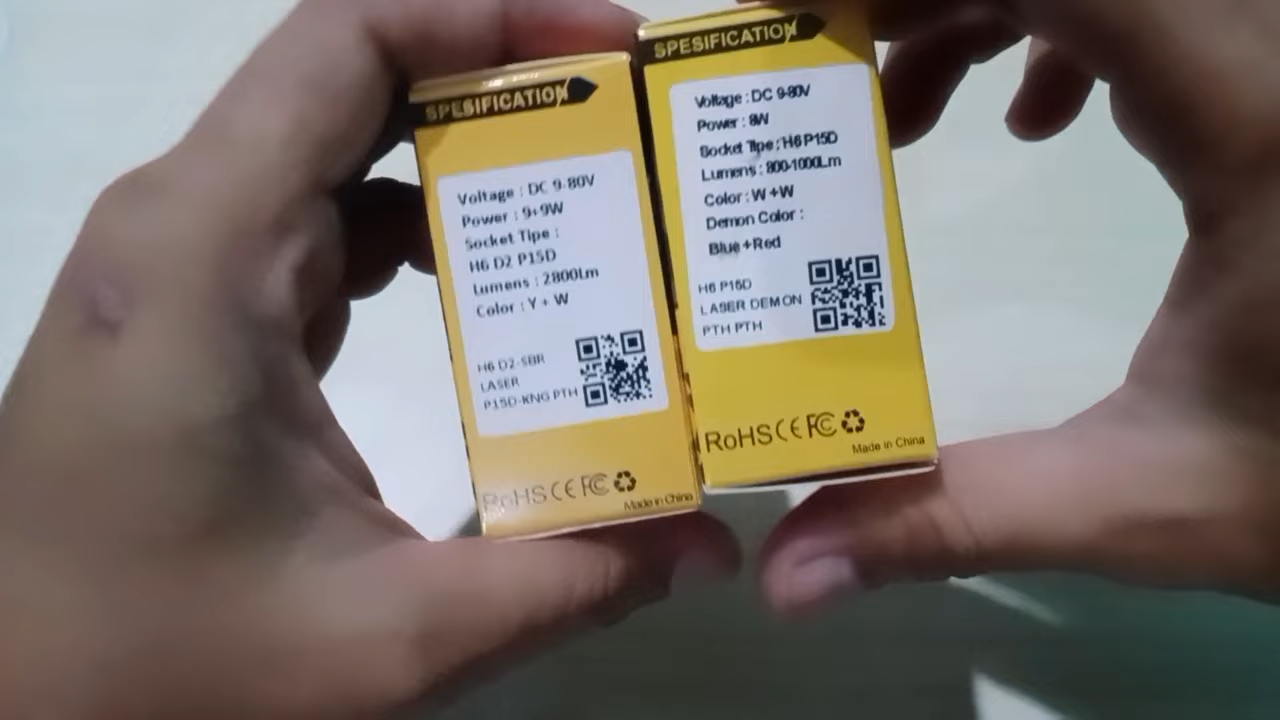 SPESIFICATION
Voltage : DC 9-80V
Power : 9+9W
Socket Tipe :
H6 D2 P15D
Lumens : 2800Lm
Color : Y + W
H6 D2-SBR
LASER
P15D-KNG PTH
RoHS CE FC
Made in China
SPESIFICATION
Voltage : DC 9-80V
Power : 8W
Socket Tipe : H6 P15D
Lumens : 800-1000Lm
Color : W +W
Demon Color :
Blue +Red
H6 P15D
LASER DEMON
PTH PTH
RoHS CE FC
Made in China